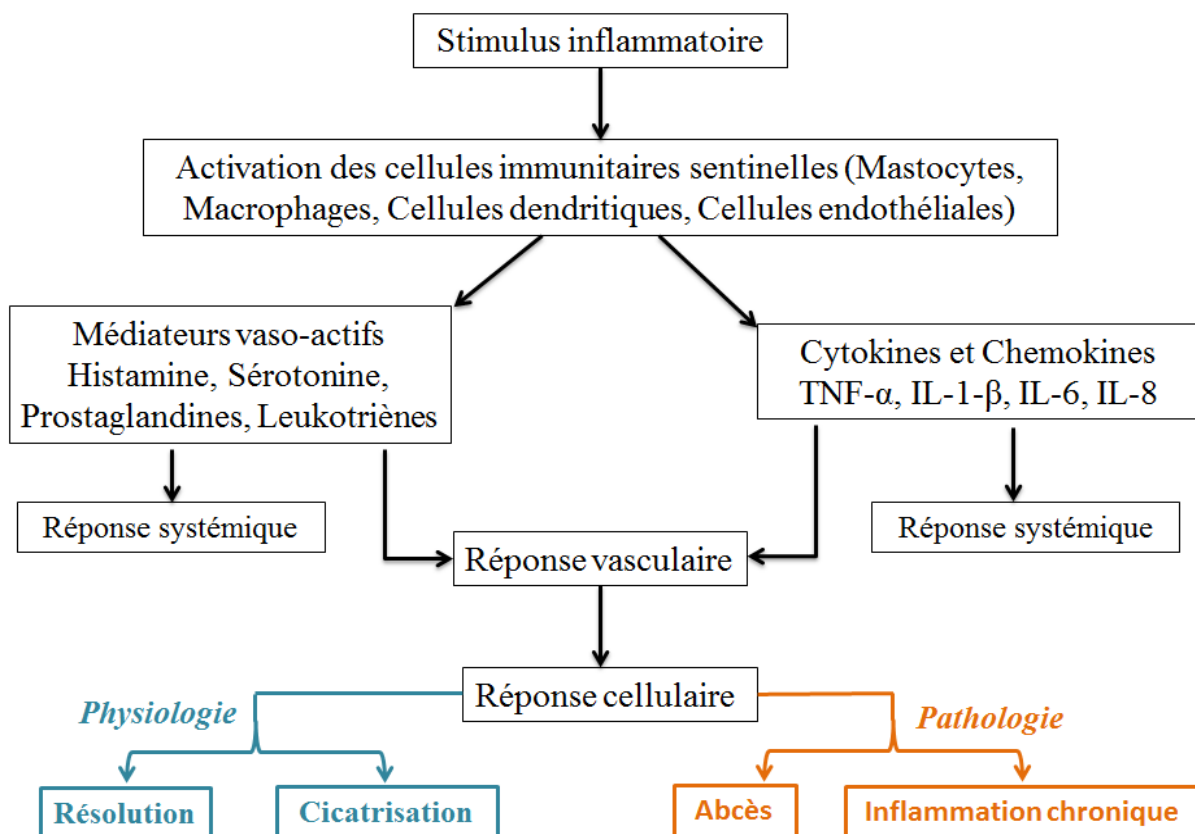 Stimulus inflammatoire
Activation des cellules immunitaires sentinelles (Mastocytes,
Macrophages, Cellules dendritiques, Cellules endothéliales)
Médiateurs vaso-actifs
Histamine, Sérotonine,
Prostaglandines, Leukotriènes
Cytokines et Chemokines
TNF-α, IL-1-β, IL-6, IL-8
Réponse systémique
Réponse systémique
Réponse vasculaire
Réponse cellulaire
Physiologie
Pathologie
Résolution
Cicatrisation
Abcès
Inflammation chronique